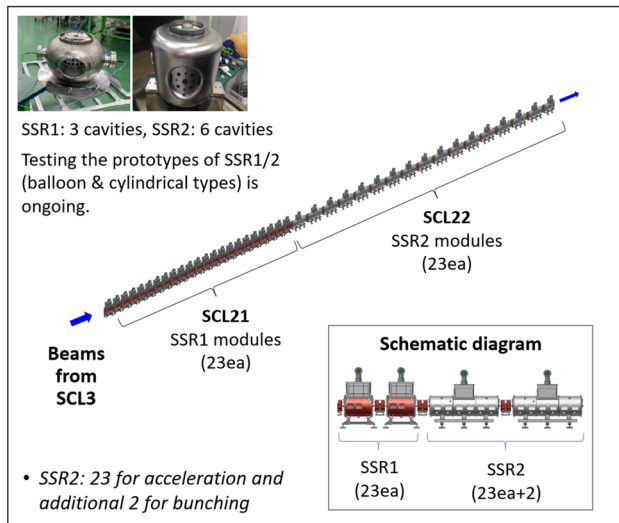 SSR1: 3 cavities, SSR2: 6 cavities
Testing the prototypes of SSR1/2
(balloon & cylindrical types) is
ongoing.
SCL22
SSR2 modules
(23ea)
SCL21
SSR1 modules
(23ea)
Beams
from
SCL3
Schematic diagram
SSR1
(23ea)
SSR2
(23ea+2)
• SSR2: 23 for acceleration and
additional 2 for bunching